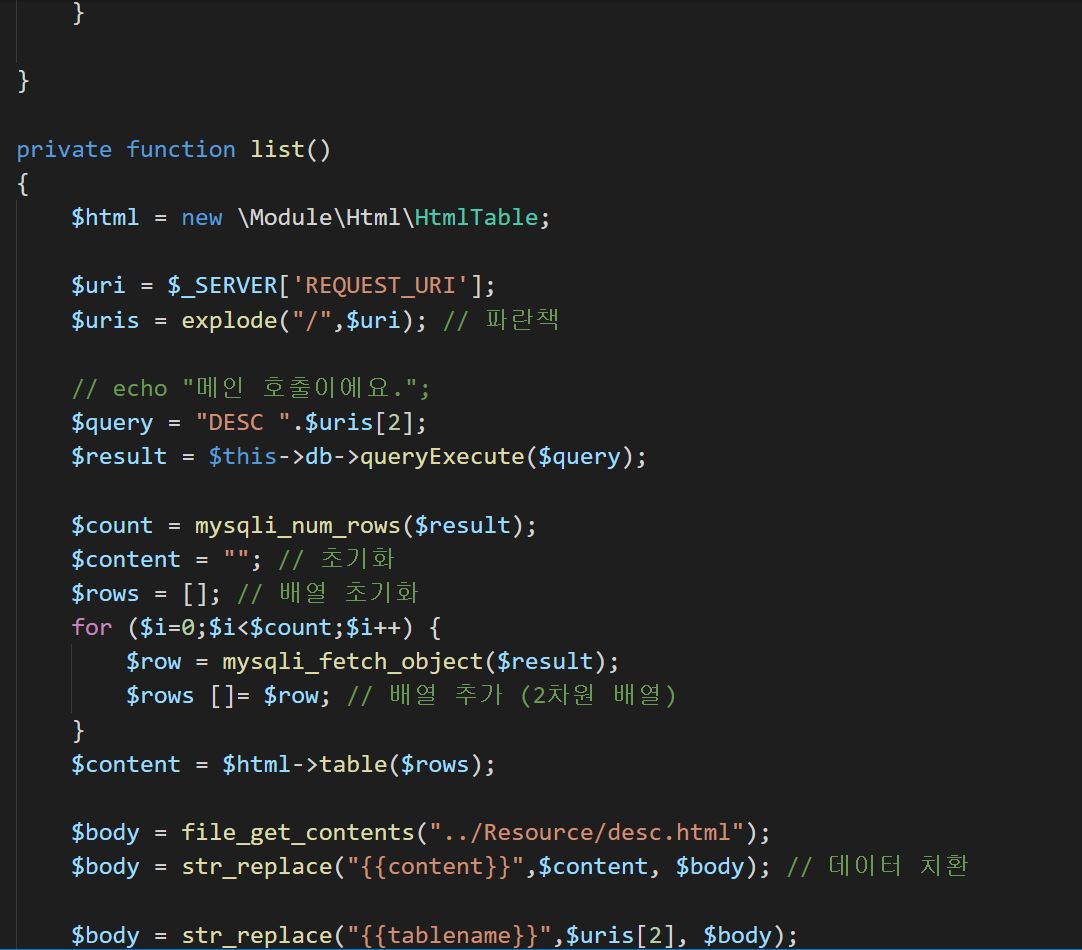 }
}
private function list()
{
$html = new \Module\Html\HtmlTable;
$uri = $_SERVER['REQUEST_URI'];
$uris = explode("/",$uri); // 파란책
// echo "메인 호출이에요.";
$query = "DESC ".$uris[2];
$result = $this->db->queryExecute($query);
$count = mysqli_num_rows($result);
$content = ""; // 초기화
$rows = []; // 배열 초기화
for ($i=0;$i<$count;$i++) {
$row = mysqli_fetch_object($result);
$rows []= $row; // 배열 추가 (2차원 배열)
}
$content = $html->table($rows);
$body = file_get_contents("../Resource/desc.html");
$body = str_replace("{{content}}",$content, $body); // 데이터 치환
$body = str_replace("{{tablename}}",$uris[2], $body);